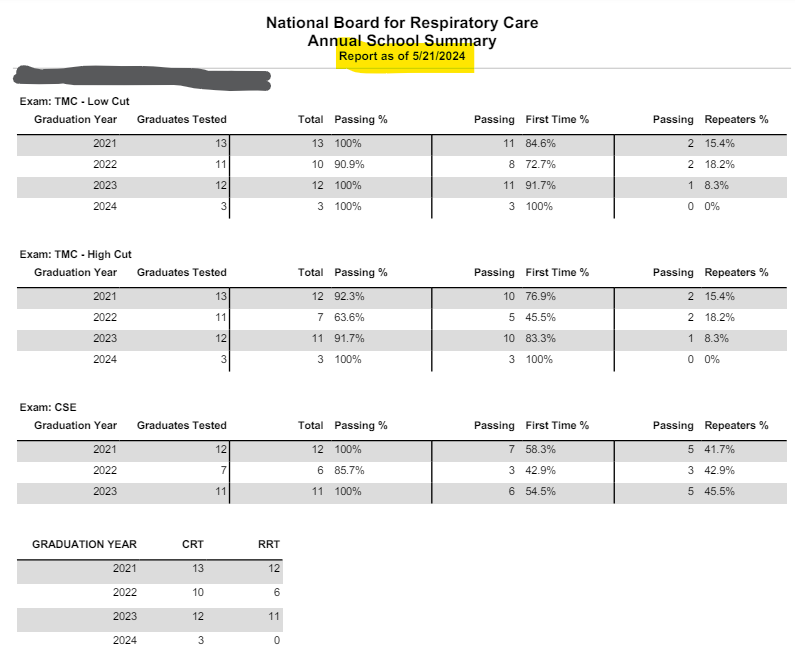 National Board for Respiratory Care
Annual School Summary
Report as of 5/21/2024
Exam: TMC - Low Cut
Graduation Year Graduates Tested Total Passing % Passing First Time % Passing Repeaters %
2021 13 13 100% 11 84.6% 2 15.4%
2022 11 10 90.9% 8 72.7% 2 18.2%
2023 12 12 100% 11 91.7% 1 8.3%
2024 3 3 100% 3 100% 0 0%
Exam: TMC - High Cut
Graduation Year Graduates Tested Total Passing % Passing First Time % Passing Repeaters %
2021 13 12 92.3% 10 76.9% 2 15.4%
2022 11 7 63.6% 5 45.5% 2 18.2%
2023 12 11 91.7% 10 83.3% 1 8.3%
2024 3 3 100% 3 100% 0 0%
Exam: CSE
Graduation Year Graduates Tested Total Passing % Passing First Time % Passing Repeaters %
2021 12 12 100% 7 58.3% 5 41.7%
2022 7 6 85.7% 3 42.9% 3 42.9%
2023 11 11 100% 6 54.5% 5 45.5%
GRADUATION YEAR CRT RRT
2021 13 12
2022 10 6
2023 12 11
2024 3 0